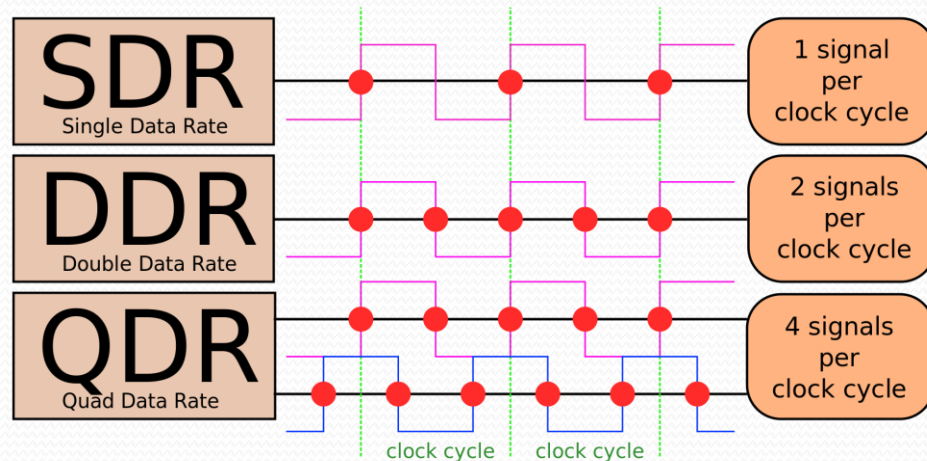 SDR
Single Data Rate
1 signal
per
clock cycle
DDR
Double Data Rate
2 signals
per
clock cycle
QDR
Quad Data Rate
4 signals
per
clock cycle
clock cycle
clock cycle